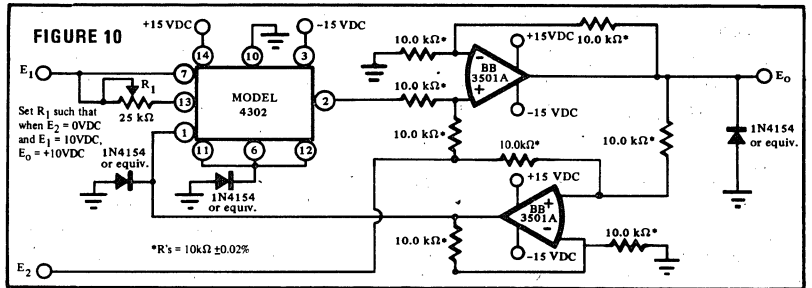 FIGURE 10
+15 VDC
-15 VDC
14
10
3
E1
7
R1
13
25 kΩ
MODEL
4302
2
1
11
6
12
Set R1 such that
when E2 = 0VDC
and E1 = 10VDC,
E0 = +10VDC
1N4154
or equiv.
1N4154
or equiv.
*R's = 10kΩ ±0.02%
E2
10.0 kΩ*
10.0 kΩ*
10.0 kΩ*
10.0 kΩ*
+15VDC
BB
3501A
-15 VDC
E0
10.0 kΩ*
10.0kΩ*
1N4154
or equiv.
+15 VDC
BB
3501A
-15 VDC
10.0 kΩ*
10.0 kΩ*